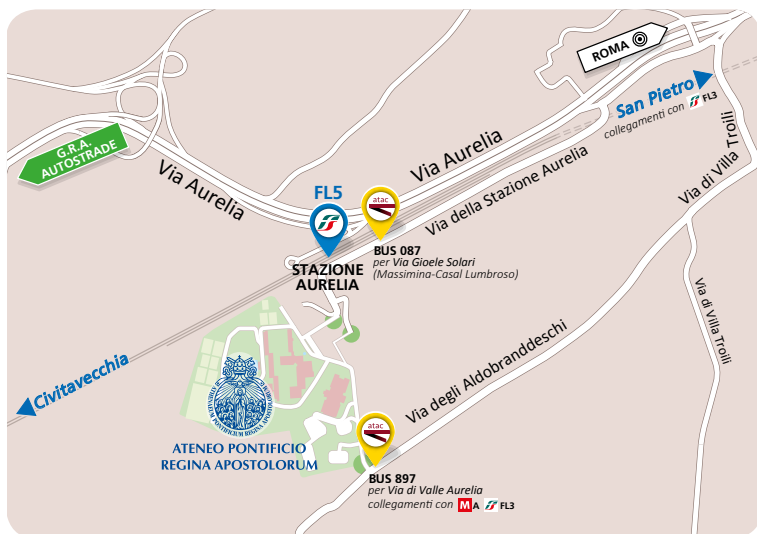 ROMA
San Pietro
collegamenti con FL3
G.R.A.
AUTOSTRADE
Via Aurelia
Via Aurelia
Via della Stazione Aurelia
Via di Villa Troili
Via di Villa Troili
FL5
atac
STAZIONE
AURELIA
BUS 087
per Via Gioele Solari
(Massimina-Casal Lumbroso)
Civitavecchia
Via degli Aldobranddeschi
ATENEO PONTIFICIO
REGINA APOSTOLORUM
atac
BUS 897
per Via di Valle Aurelia
collegamenti con M A FL3